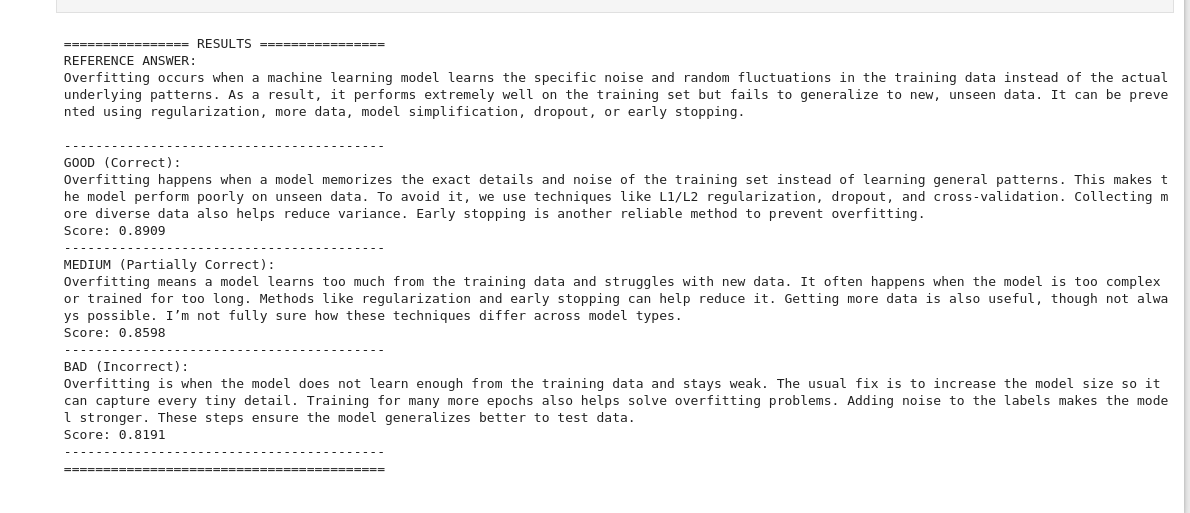 ================ RESULTS ================
REFERENCE ANSWER:
Overfitting occurs when a machine learning model learns the specific noise and random fluctuations in the training data instead of the actual
underlying patterns. As a result, it performs extremely well on the training set but fails to generalize to new, unseen data. It can be preve
nted using regularization, more data, model simplification, dropout, or early stopping.
-----------------------------------------
GOOD (Correct):
Overfitting happens when a model memorizes the exact details and noise of the training set instead of learning general patterns. This makes t
he model perform poorly on unseen data. To avoid it, we use techniques like L1/L2 regularization, dropout, and cross-validation. Collecting m
ore diverse data also helps reduce variance. Early stopping is another reliable method to prevent overfitting.
Score: 0.8909
-----------------------------------------
MEDIUM (Partially Correct):
Overfitting means a model learns too much from the training data and struggles with new data. It often happens when the model is too complex
or trained for too long. Methods like regularization and early stopping can help reduce it. Getting more data is also useful, though not alwa
ys possible. I’m not fully sure how these techniques differ across model types.
Score: 0.8598
-----------------------------------------
BAD (Incorrect):
Overfitting is when the model does not learn enough from the training data and stays weak. The usual fix is to increase the model size so it
can capture every tiny detail. Training for many more epochs also helps solve overfitting problems. Adding noise to the labels makes the mode
l stronger. These steps ensure the model generalizes better to test data.
Score: 0.8191
-----------------------------------------
=========================================